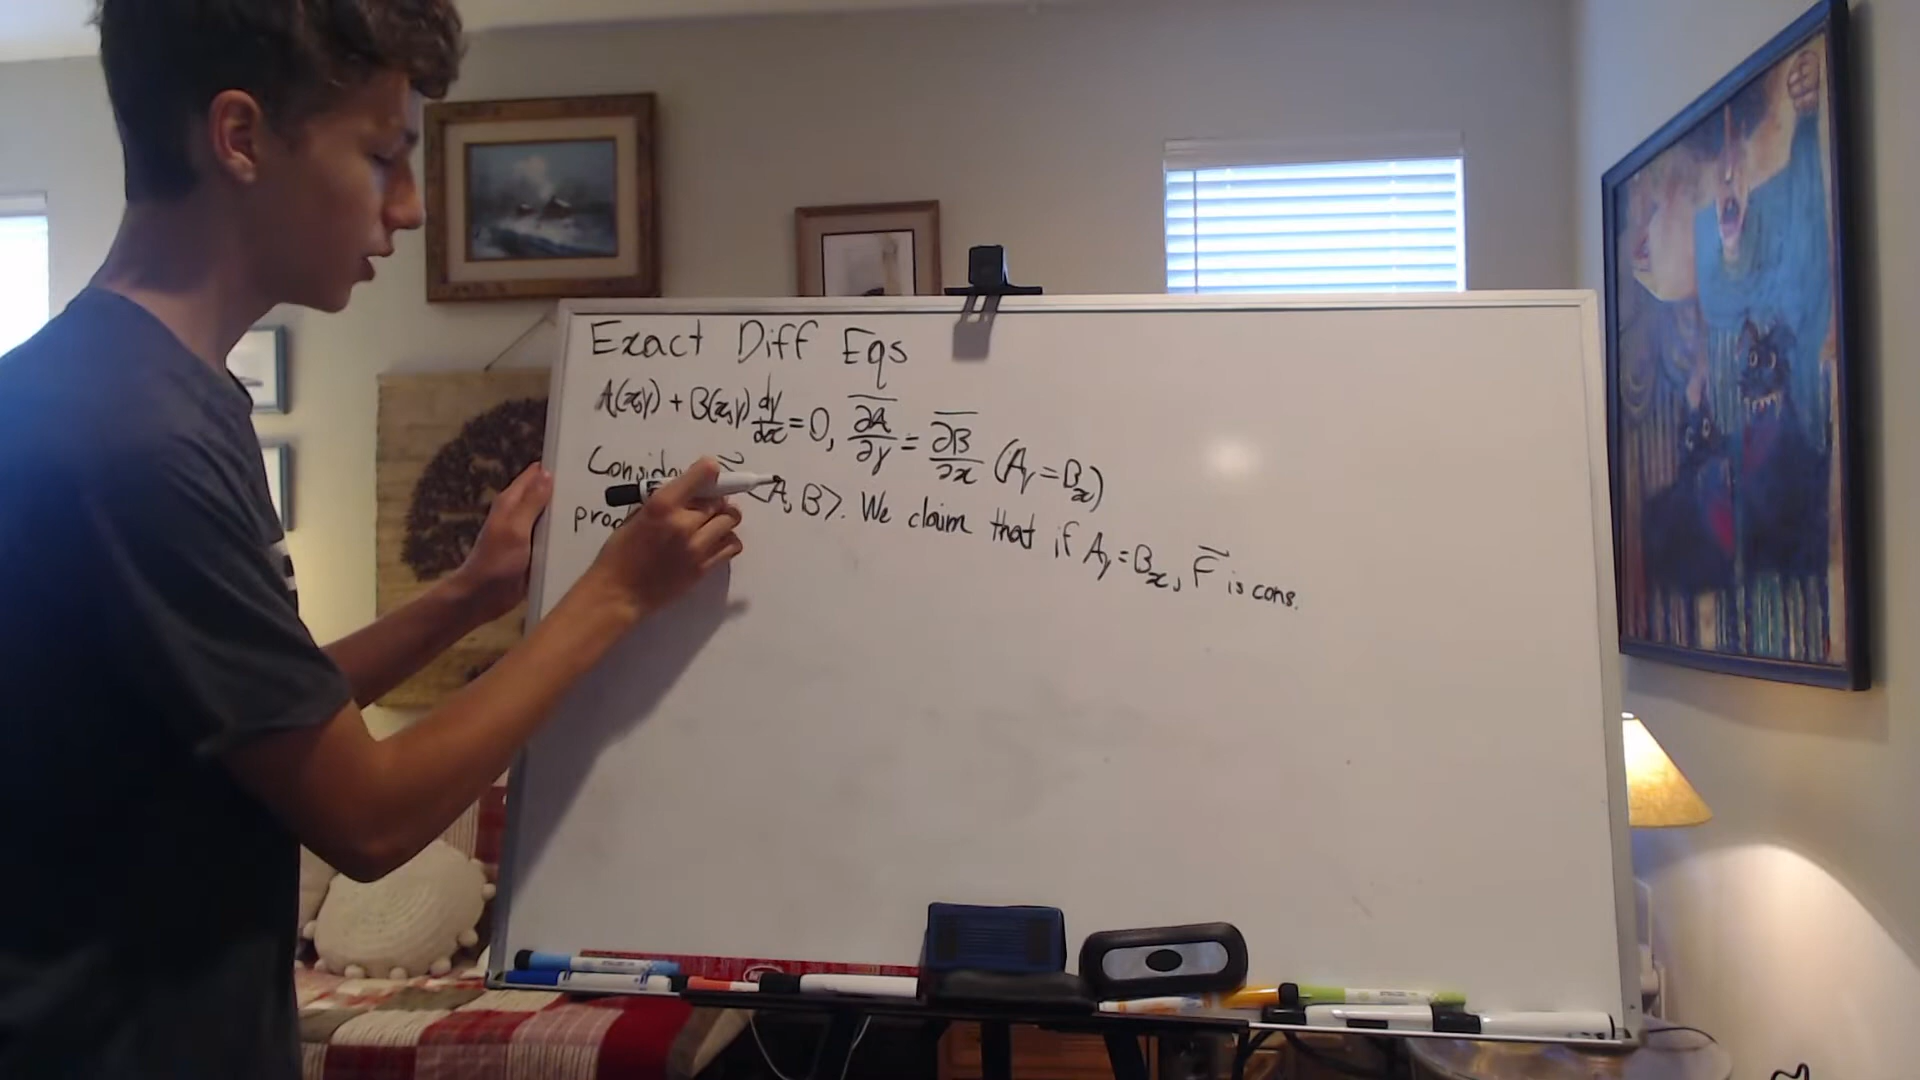 Exact Diff Eqs
A(x,y) + B(x,y) dy/dx = 0, ∂A/∂y = ∂B/∂x (A_y = B_x)
Consider <A, B>. We claim that if A_y = B_x, F⃗ is cons.